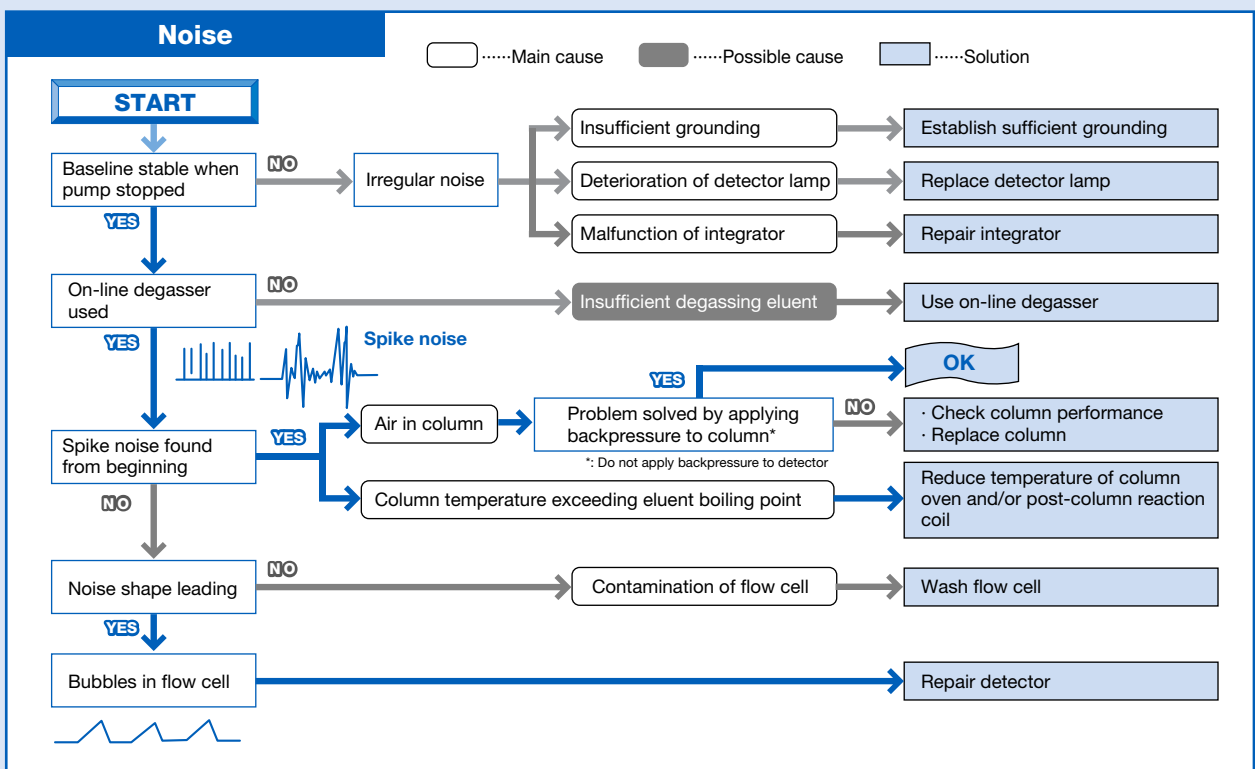 Noise
······Main cause
······Possible cause
······Solution
START
Baseline stable when
pump stopped
NO
Irregular noise
Insufficient grounding
Establish sufficient grounding
Deterioration of detector lamp
Replace detector lamp
Malfunction of integrator
Repair integrator
YES
On-line degasser
used
NO
Insufficient degassing eluent
Use on-line degasser
YES
Spike noise
YES
OK
Spike noise found
from beginning
YES
Air in column
Problem solved by applying
backpressure to column*
*: Do not apply backpressure to detector
NO
· Check column performance
· Replace column
Column temperature exceeding eluent boiling point
Reduce temperature of column
oven and/or post-column reaction
coil
NO
Noise shape leading
NO
Contamination of flow cell
Wash flow cell
YES
Bubbles in flow cell
Repair detector